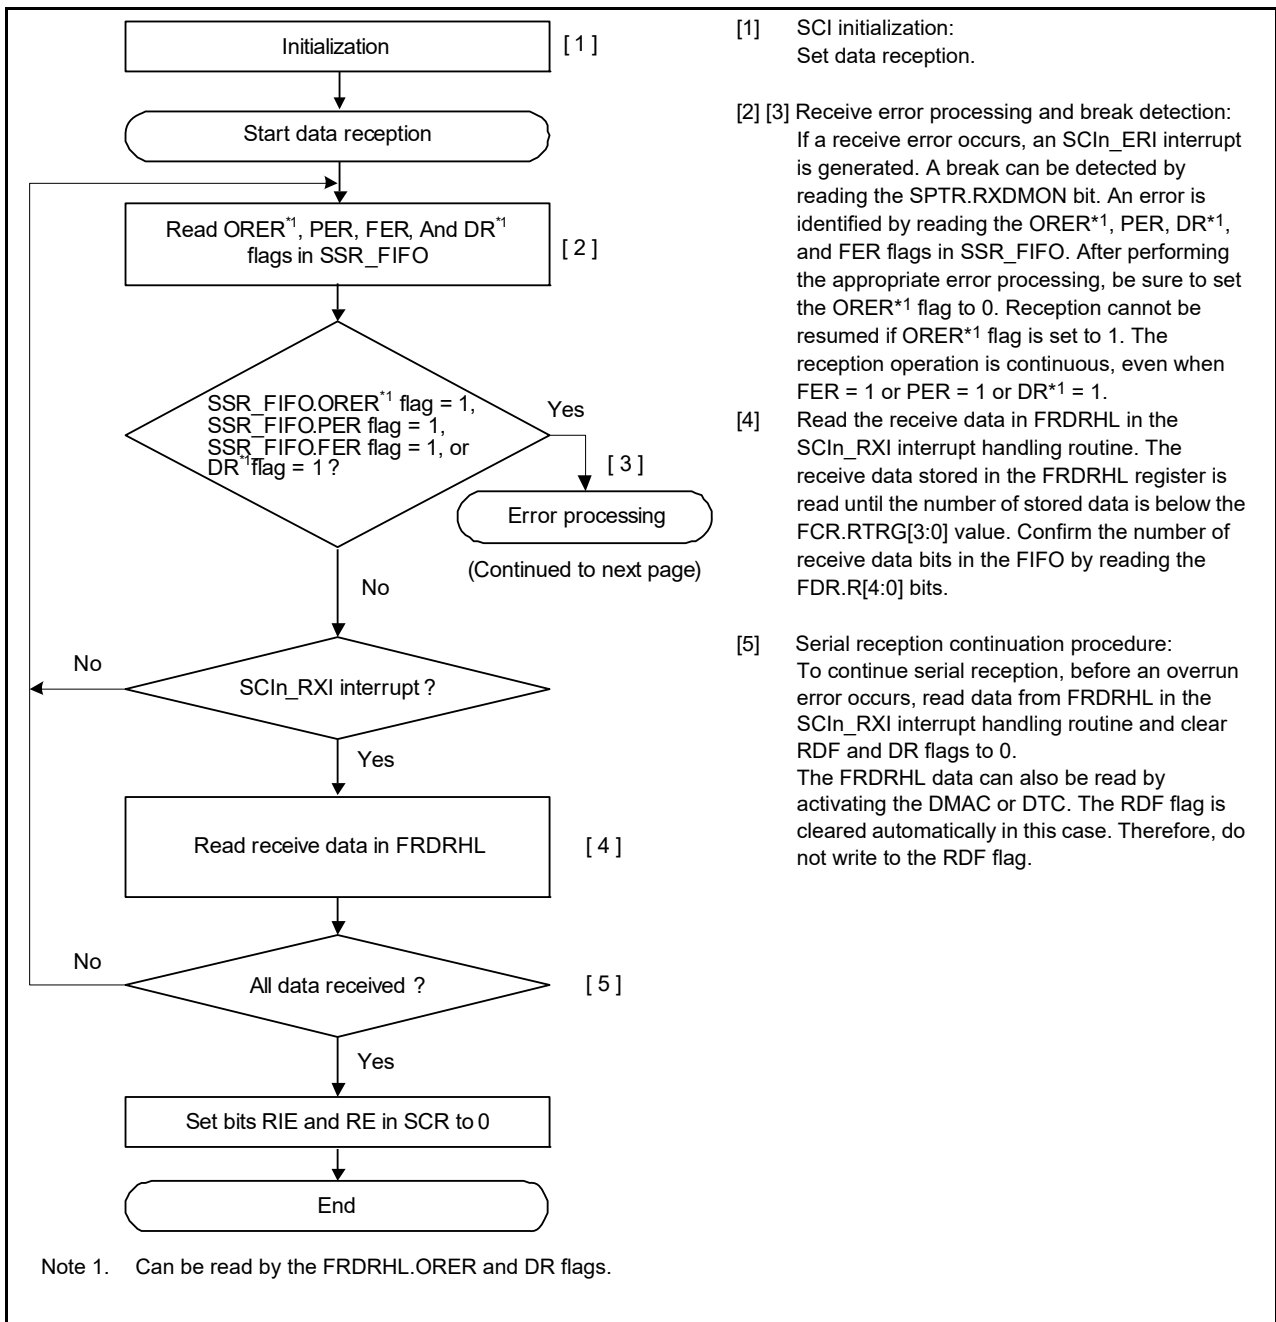 Initialization
[ 1 ]
Start data reception
Read ORER*1, PER, FER, And DR*1
flags in SSR_FIFO
[ 2 ]
SSR_FIFO.ORER*1 flag = 1,
SSR_FIFO.PER flag = 1,
SSR_FIFO.FER flag = 1, or
DR*1flag = 1 ?
Yes
[ 3 ]
Error processing
(Continued to next page)
No
No
SCIn_RXI interrupt ?
Yes
Read receive data in FRDRHL
[ 4 ]
No
All data received ?
[ 5 ]
Yes
Set bits RIE and RE in SCR to 0
End
[1] SCI initialization:
Set data reception.
[2] [3] Receive error processing and break detection:
If a receive error occurs, an SCIn_ERI interrupt
is generated. A break can be detected by
reading the SPTR.RXDMON bit. An error is
identified by reading the ORER*1, PER, DR*1,
and FER flags in SSR_FIFO. After performing
the appropriate error processing, be sure to set
the ORER*1 flag to 0. Reception cannot be
resumed if ORER*1 flag is set to 1. The
reception operation is continuous, even when
FER = 1 or PER = 1 or DR*1 = 1.
[4] Read the receive data in FRDRHL in the
SCIn_RXI interrupt handling routine. The
receive data stored in the FRDRHL register is
read until the number of stored data is below the
FCR.RTRG[3:0] value. Confirm the number of
receive data bits in the FIFO by reading the
FDR.R[4:0] bits.
[5] Serial reception continuation procedure:
To continue serial reception, before an overrun
error occurs, read data from FRDRHL in the
SCIn_RXI interrupt handling routine and clear
RDF and DR flags to 0.
The FRDRHL data can also be read by
activating the DMAC or DTC. The RDF flag is
cleared automatically in this case. Therefore, do
not write to the RDF flag.
Note 1. Can be read by the FRDRHL.ORER and DR flags.